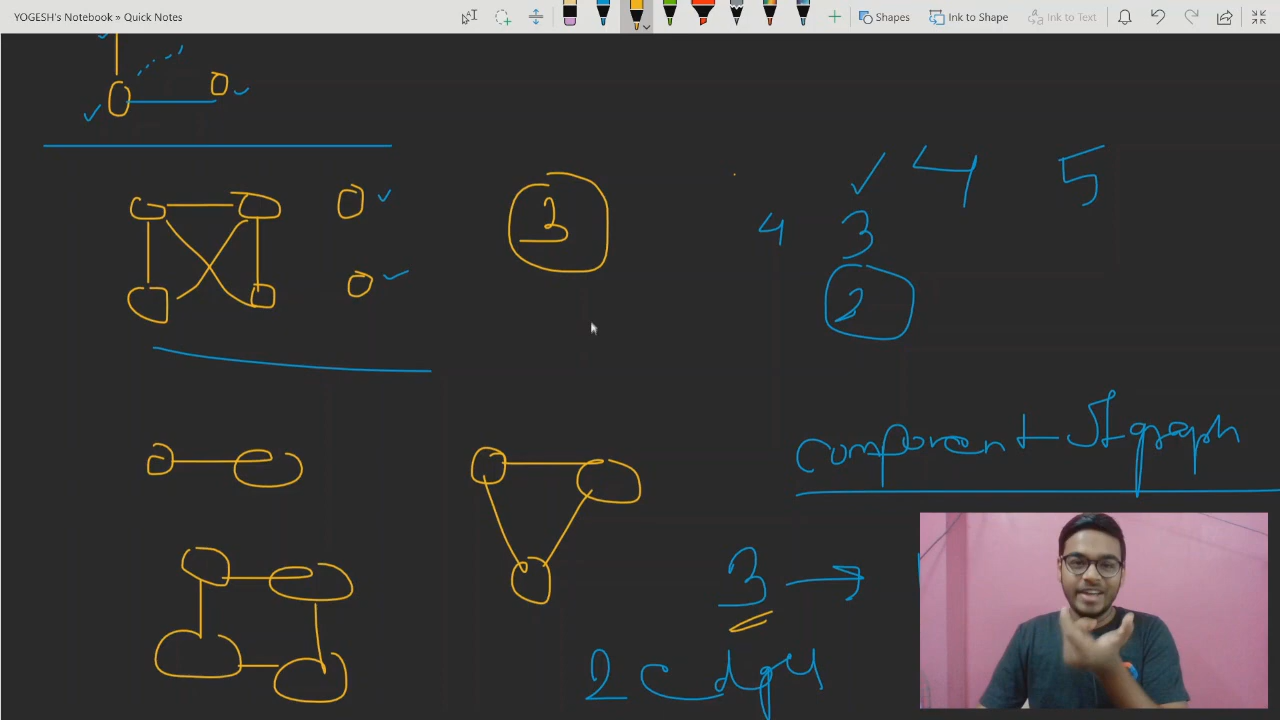 YOGESH's Notebook » Quick Notes
Shapes
Ink to Shape
Ink to Text
4 5
3
4 3
2
component of graph
3 →
2 edges